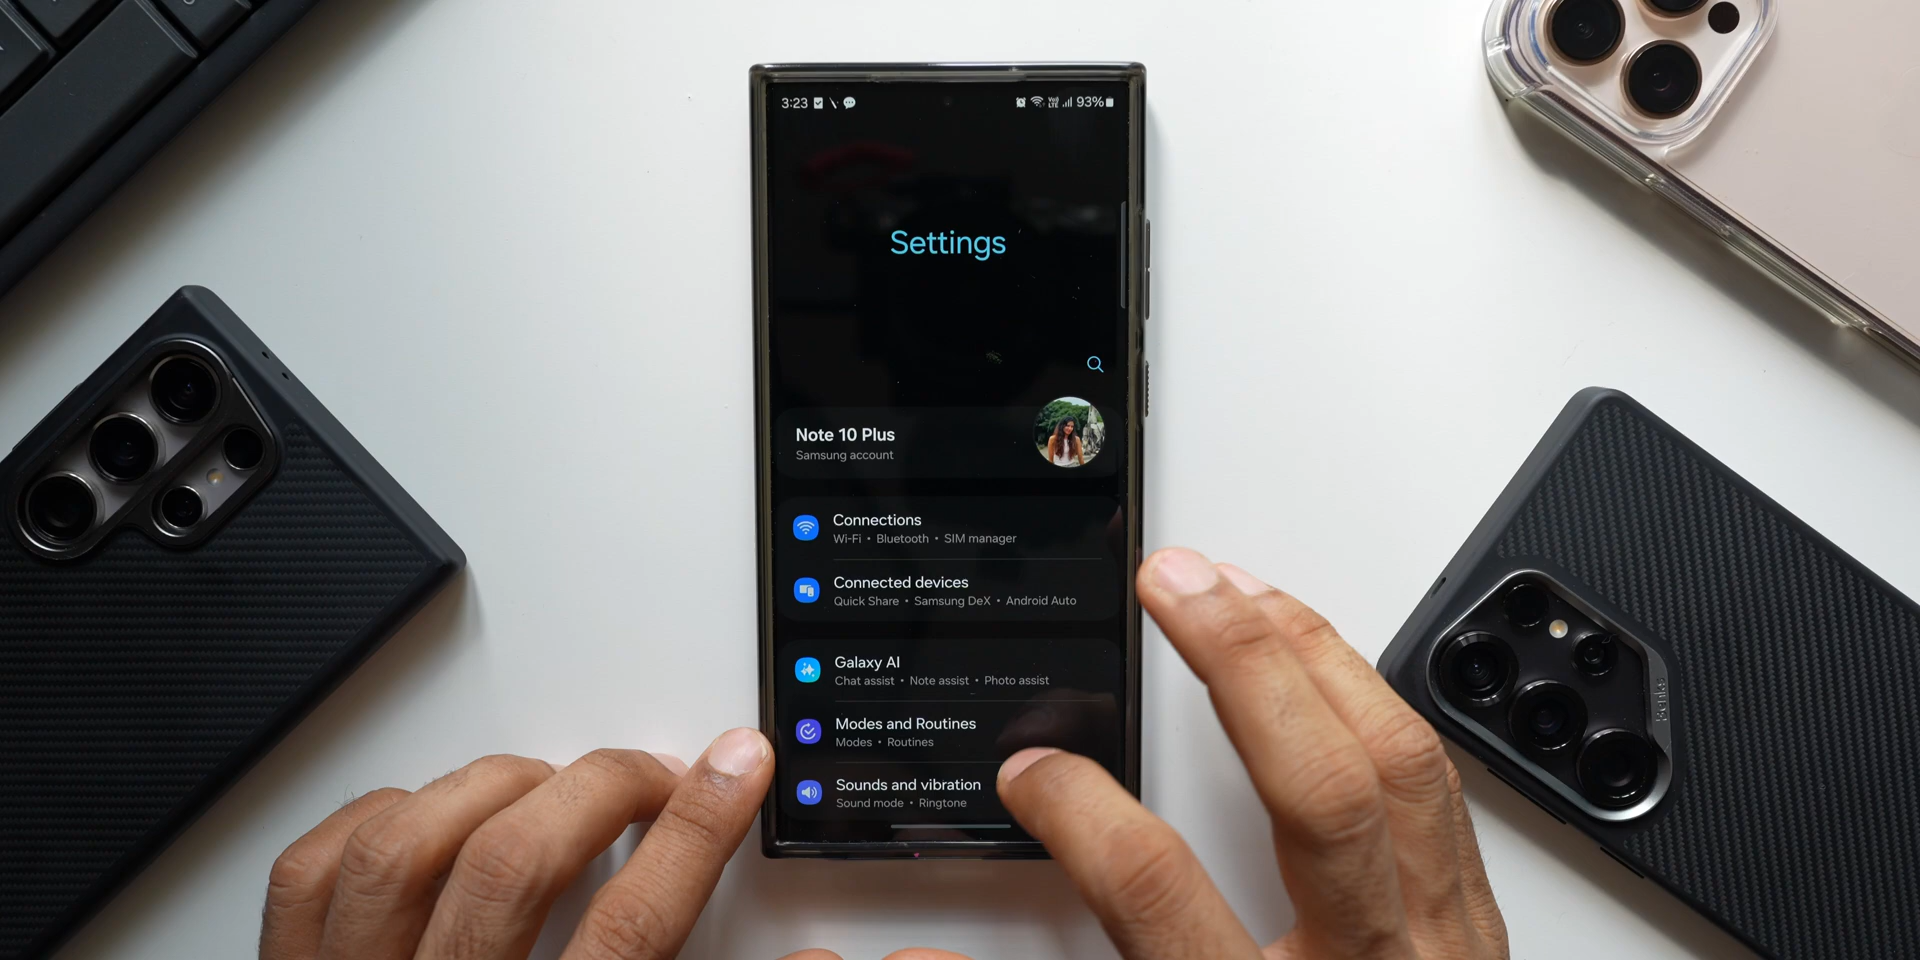 3:23
93%
Settings
Note 10 Plus
Samsung account
Connections
Wi-Fi • Bluetooth • SIM manager
Connected devices
Quick Share • Samsung DeX • Android Auto
Galaxy AI
Chat assist • Note assist • Photo assist
Modes and Routines
Modes • Routines
Sounds and vibration
Sound mode • Ringtone